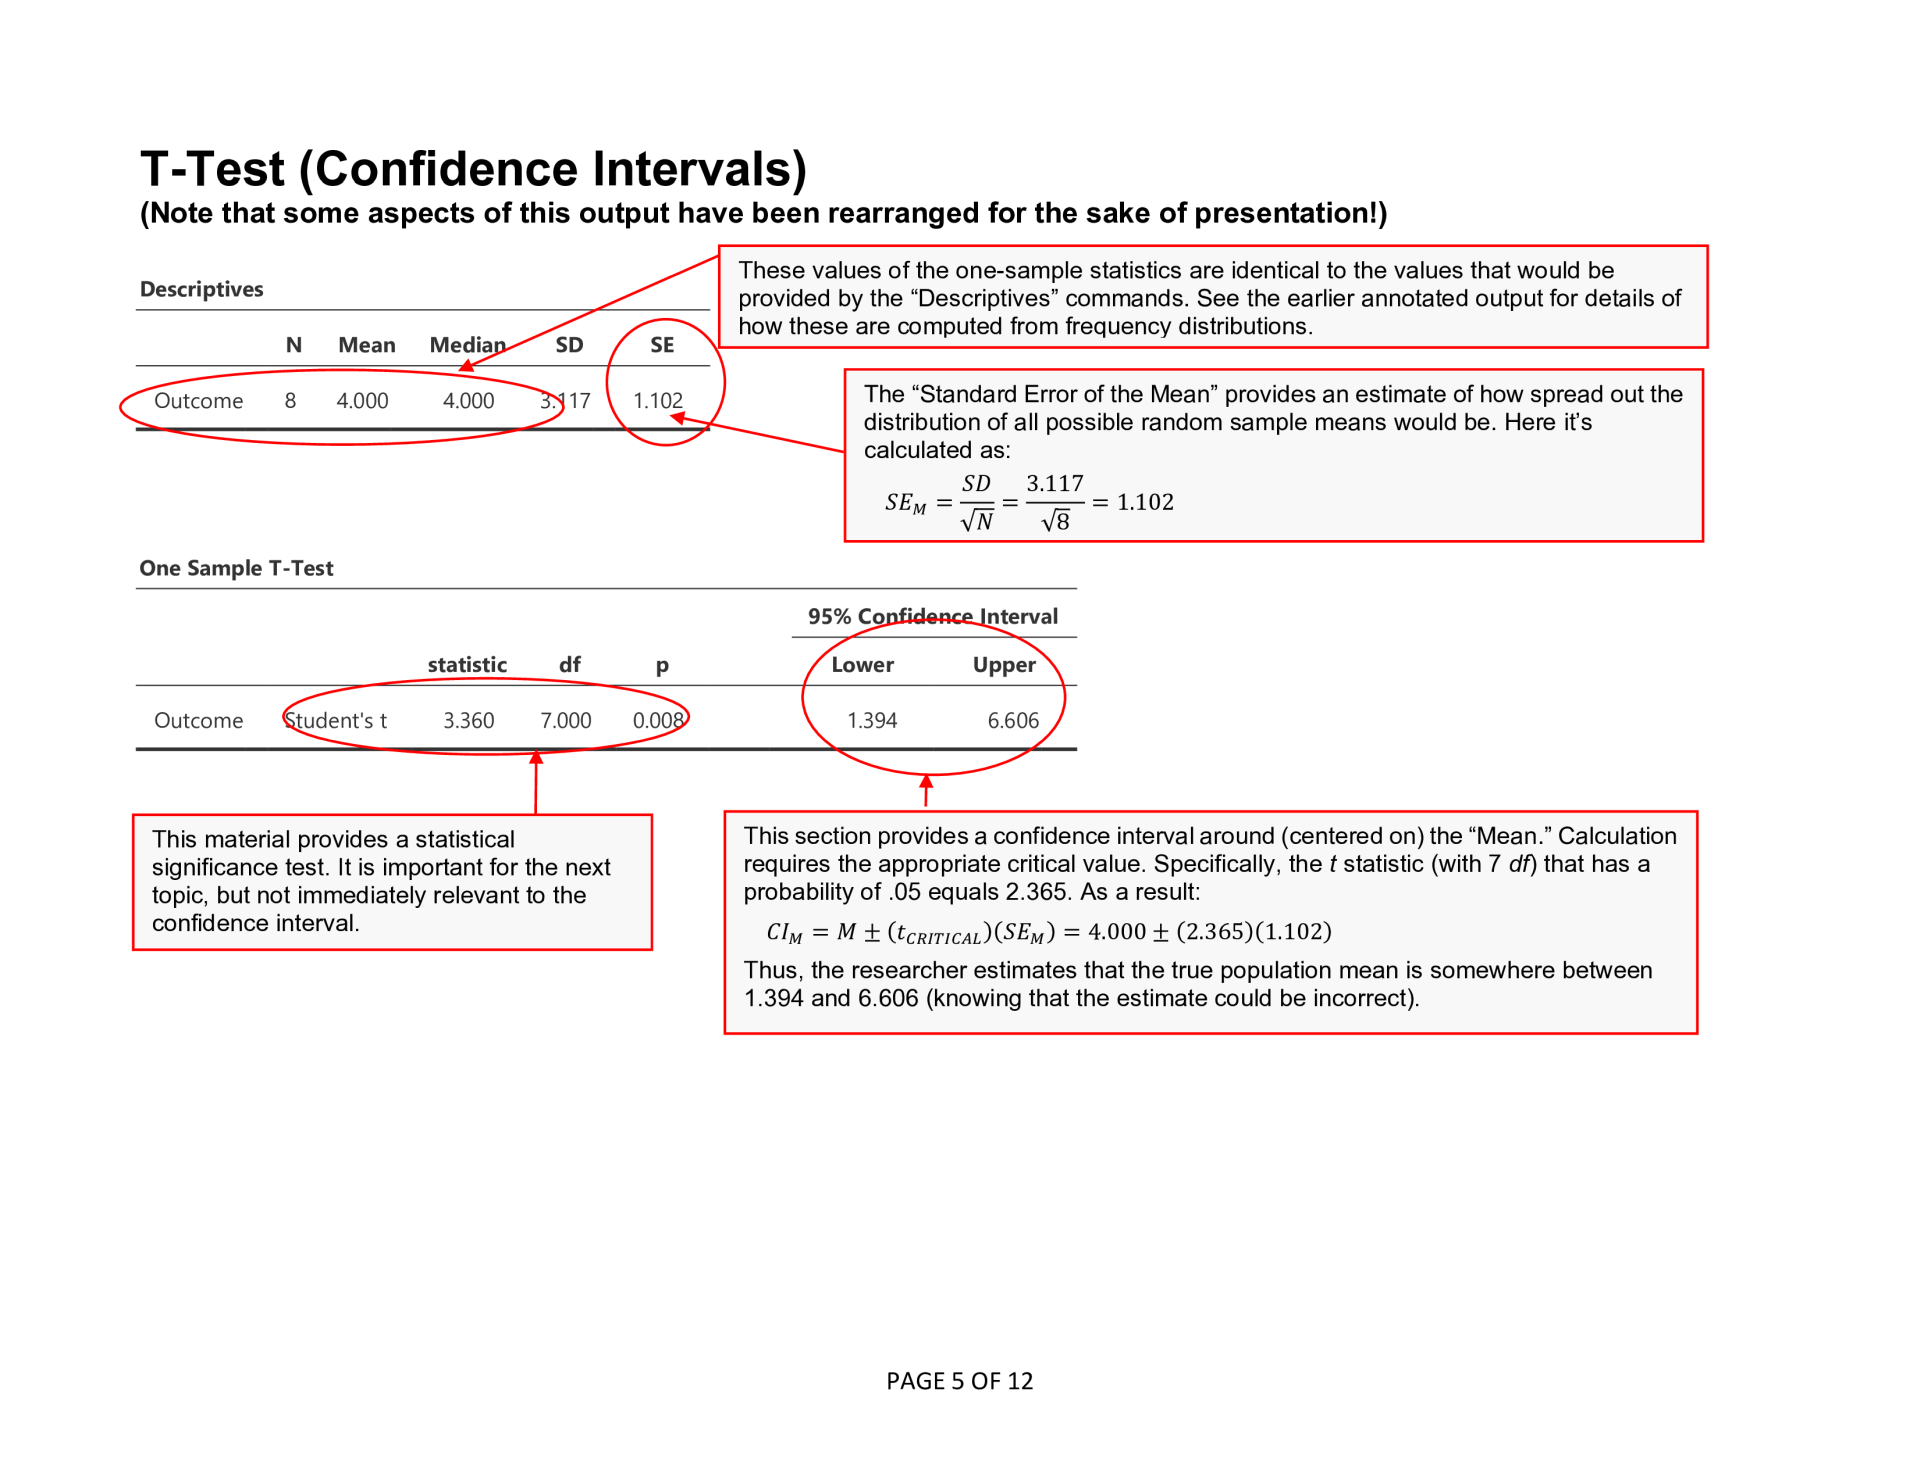 T-Test (Confidence Intervals)
(Note that some aspects of this output have been rearranged for the sake of presentation!)
These values of the one-sample statistics are identical to the values that would be
provided by the “Descriptives” commands. See the earlier annotated output for details of
how these are computed from frequency distributions.
Descriptives
N Mean Median SD SE
Outcome 8 4.000 4.000 3.117 1.102
The “Standard Error of the Mean” provides an estimate of how spread out the
distribution of all possible random sample means would be. Here it’s
calculated as:
SE_M = SD/√N = 3.117/√8 = 1.102
One Sample T-Test
95% Confidence Interval
statistic df p Lower Upper
Outcome Student's t 3.360 7.000 0.008 1.394 6.606
This material provides a statistical
significance test. It is important for the next
topic, but not immediately relevant to the
confidence interval.
This section provides a confidence interval around (centered on) the “Mean.” Calculation
requires the appropriate critical value. Specifically, the t statistic (with 7 df) that has a
probability of .05 equals 2.365. As a result:
CI_M = M ± (t_CRITICAL)(SE_M) = 4.000 ± (2.365)(1.102)
Thus, the researcher estimates that the true population mean is somewhere between
1.394 and 6.606 (knowing that the estimate could be incorrect).
PAGE 5 OF 12